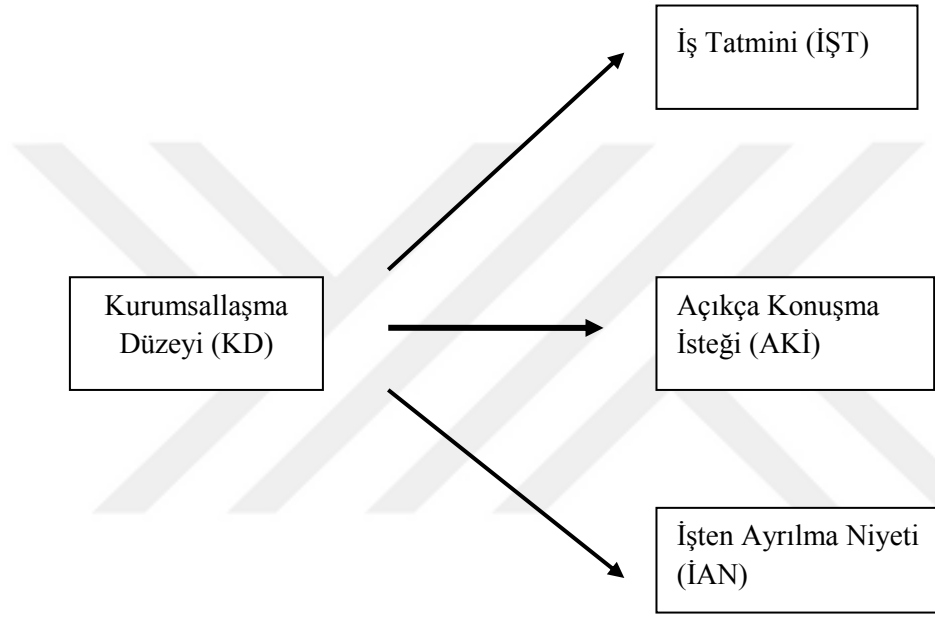 İş Tatmini (İŞT)
Kurumsallaşma
Düzeyi (KD)
Açıkça Konuşma
İsteği (AKİ)
İşten Ayrılma Niyeti
(İAN)